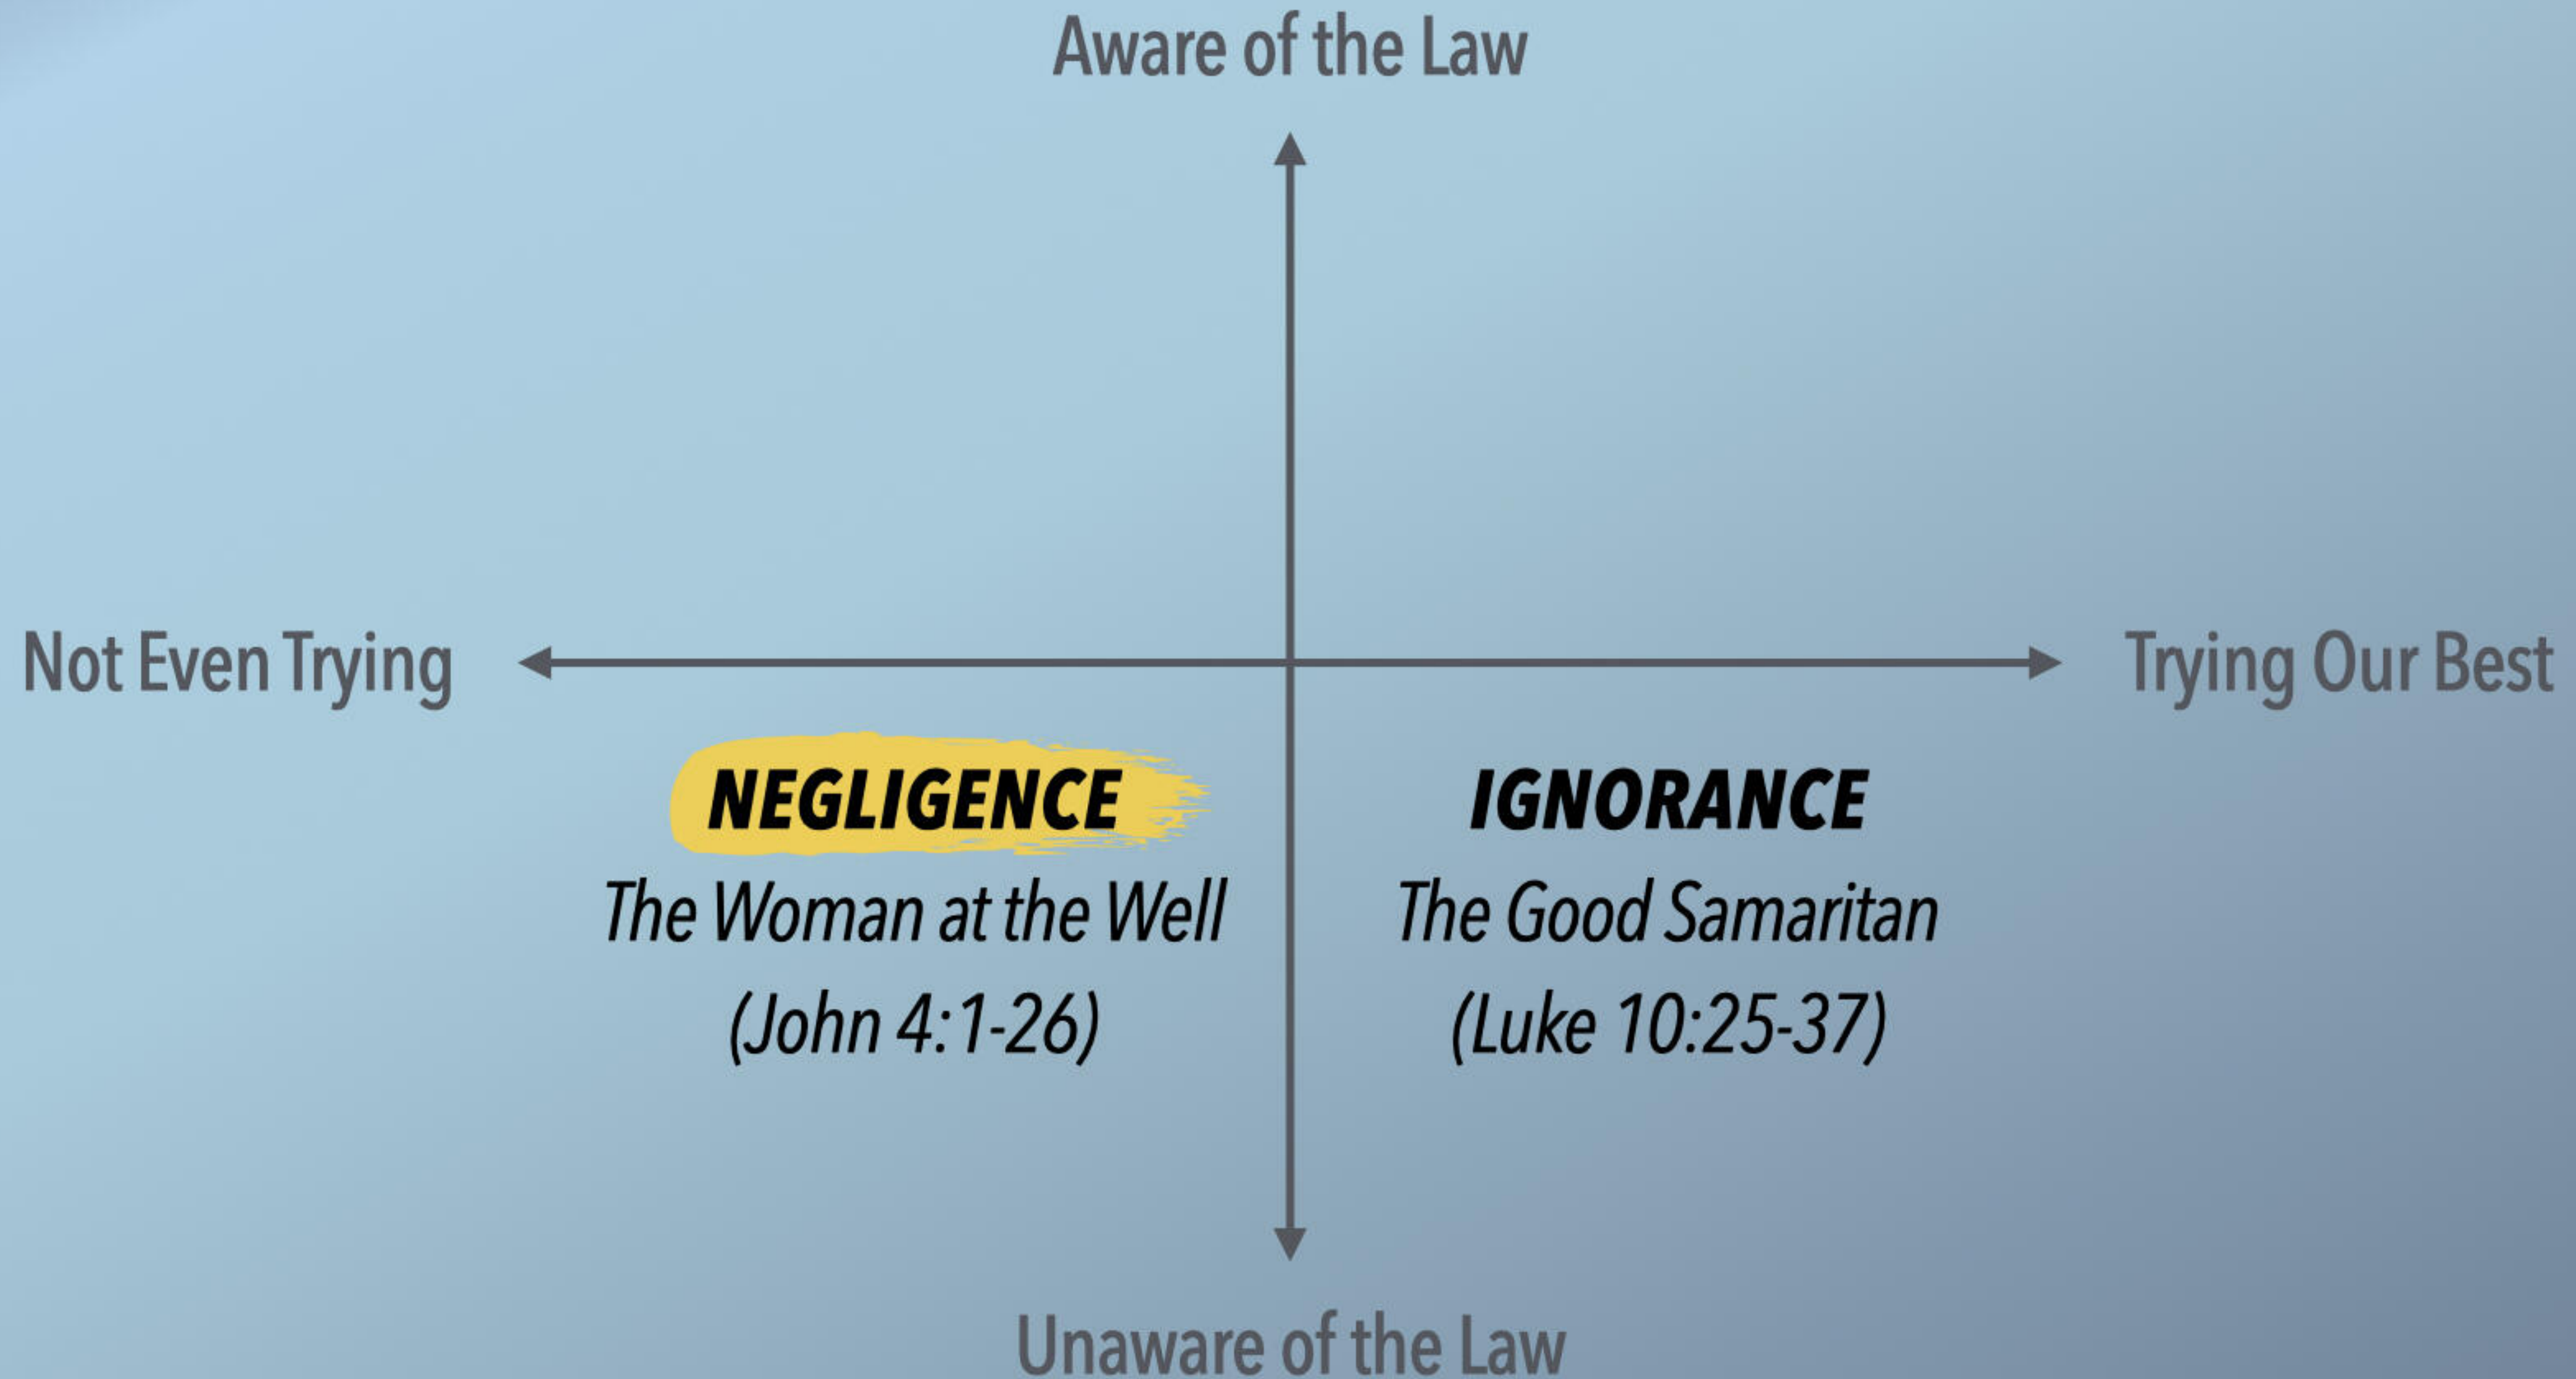 Aware of the Law
Not Even Trying
Trying Our Best
NEGLIGENCE
The Woman at the Well
(John 4:1-26)
IGNORANCE
The Good Samaritan
(Luke 10:25-37)
Unaware of the Law